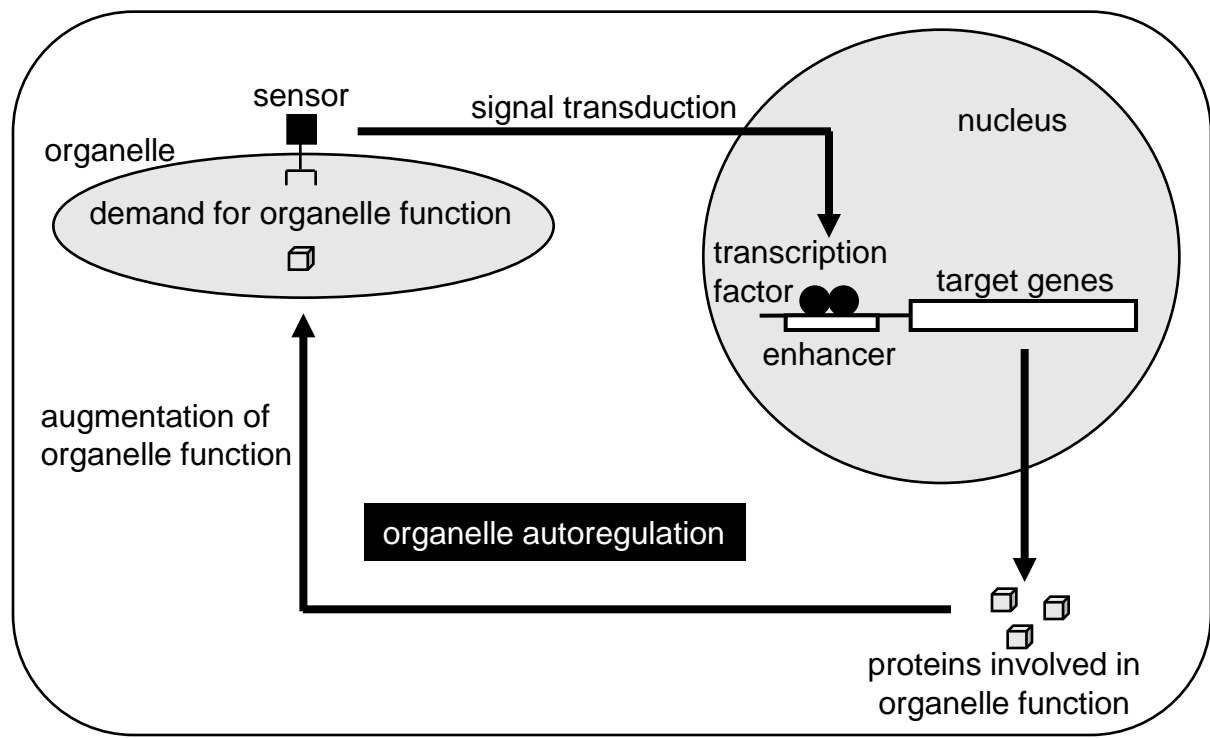 sensor
signal transduction
nucleus
organelle
demand for organelle function
transcription
factor
target genes
enhancer
augmentation of
organelle function
organelle autoregulation
proteins involved in
organelle function